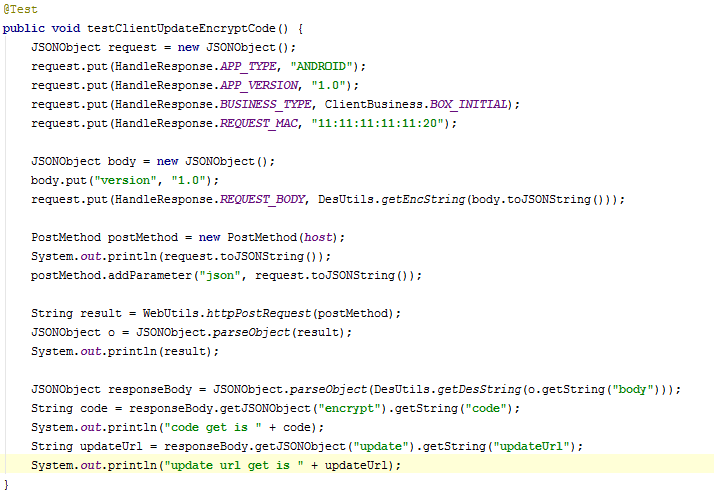 @Test
public void testClientUpdateEncryptCode() {
    JSONObject request = new JSONObject();
    request.put(HandleResponse.APP_TYPE, "ANDROID");
    request.put(HandleResponse.APP_VERSION, "1.0");
    request.put(HandleResponse.BUSINESS_TYPE, ClientBusiness.BOX_INITIAL);
    request.put(HandleResponse.REQUEST_MAC, "11:11:11:11:11:20");

    JSONObject body = new JSONObject();
    body.put("version", "1.0");
    request.put(HandleResponse.REQUEST_BODY, DesUtils.getEncString(body.toJSONString()));

    PostMethod postMethod = new PostMethod(host);
    System.out.println(request.toJSONString());
    postMethod.addParameter("json", request.toJSONString());

    String result = WebUtils.httpPostRequest(postMethod);
    JSONObject o = JSONObject.parseObject(result);
    System.out.println(result);

    JSONObject responseBody = JSONObject.parseObject(DesUtils.getDesString(o.getString("body")));
    String code = responseBody.getJSONObject("encrypt").getString("code");
    System.out.println("code get is " + code);
    String updateUrl = responseBody.getJSONObject("update").getString("updateUrl");
    System.out.println("update url get is " + updateUrl);
}